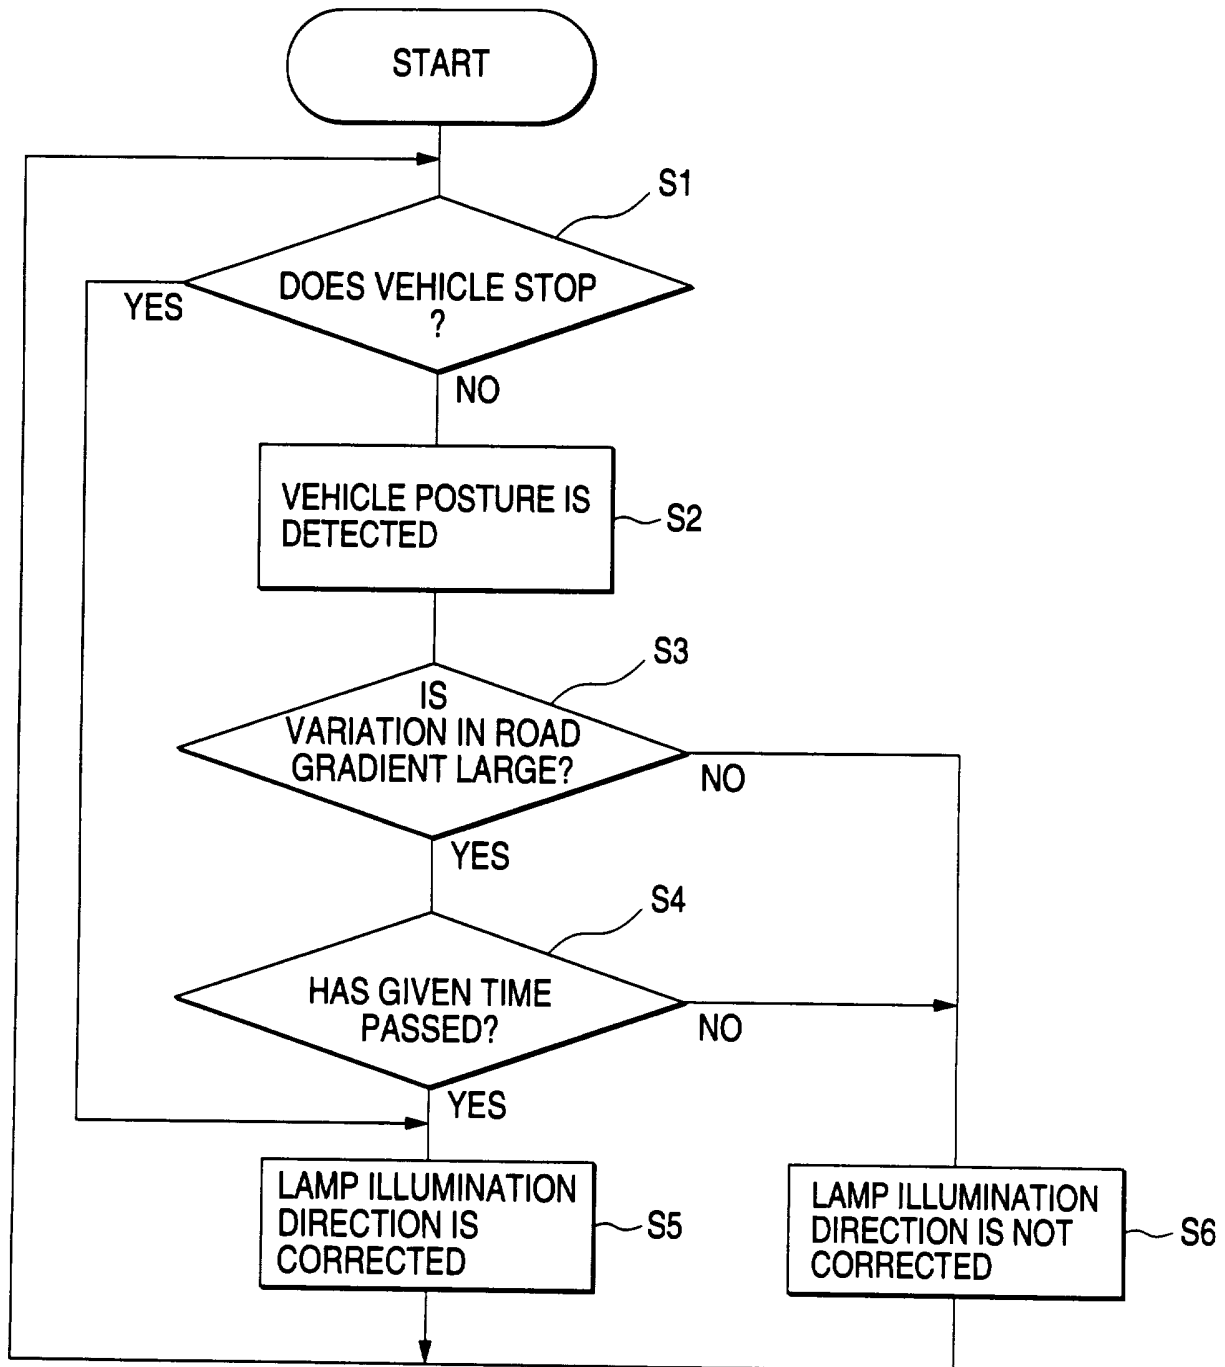 START
S1
DOES VEHICLE STOP
?
YES
NO
VEHICLE POSTURE IS
DETECTED
S2
S3
IS
VARIATION IN ROAD
GRADIENT LARGE?
NO
YES
S4
HAS GIVEN TIME
PASSED?
NO
YES
LAMP ILLUMINATION
DIRECTION IS
CORRECTED
S5
LAMP ILLUMINATION
DIRECTION IS NOT
CORRECTED
S6